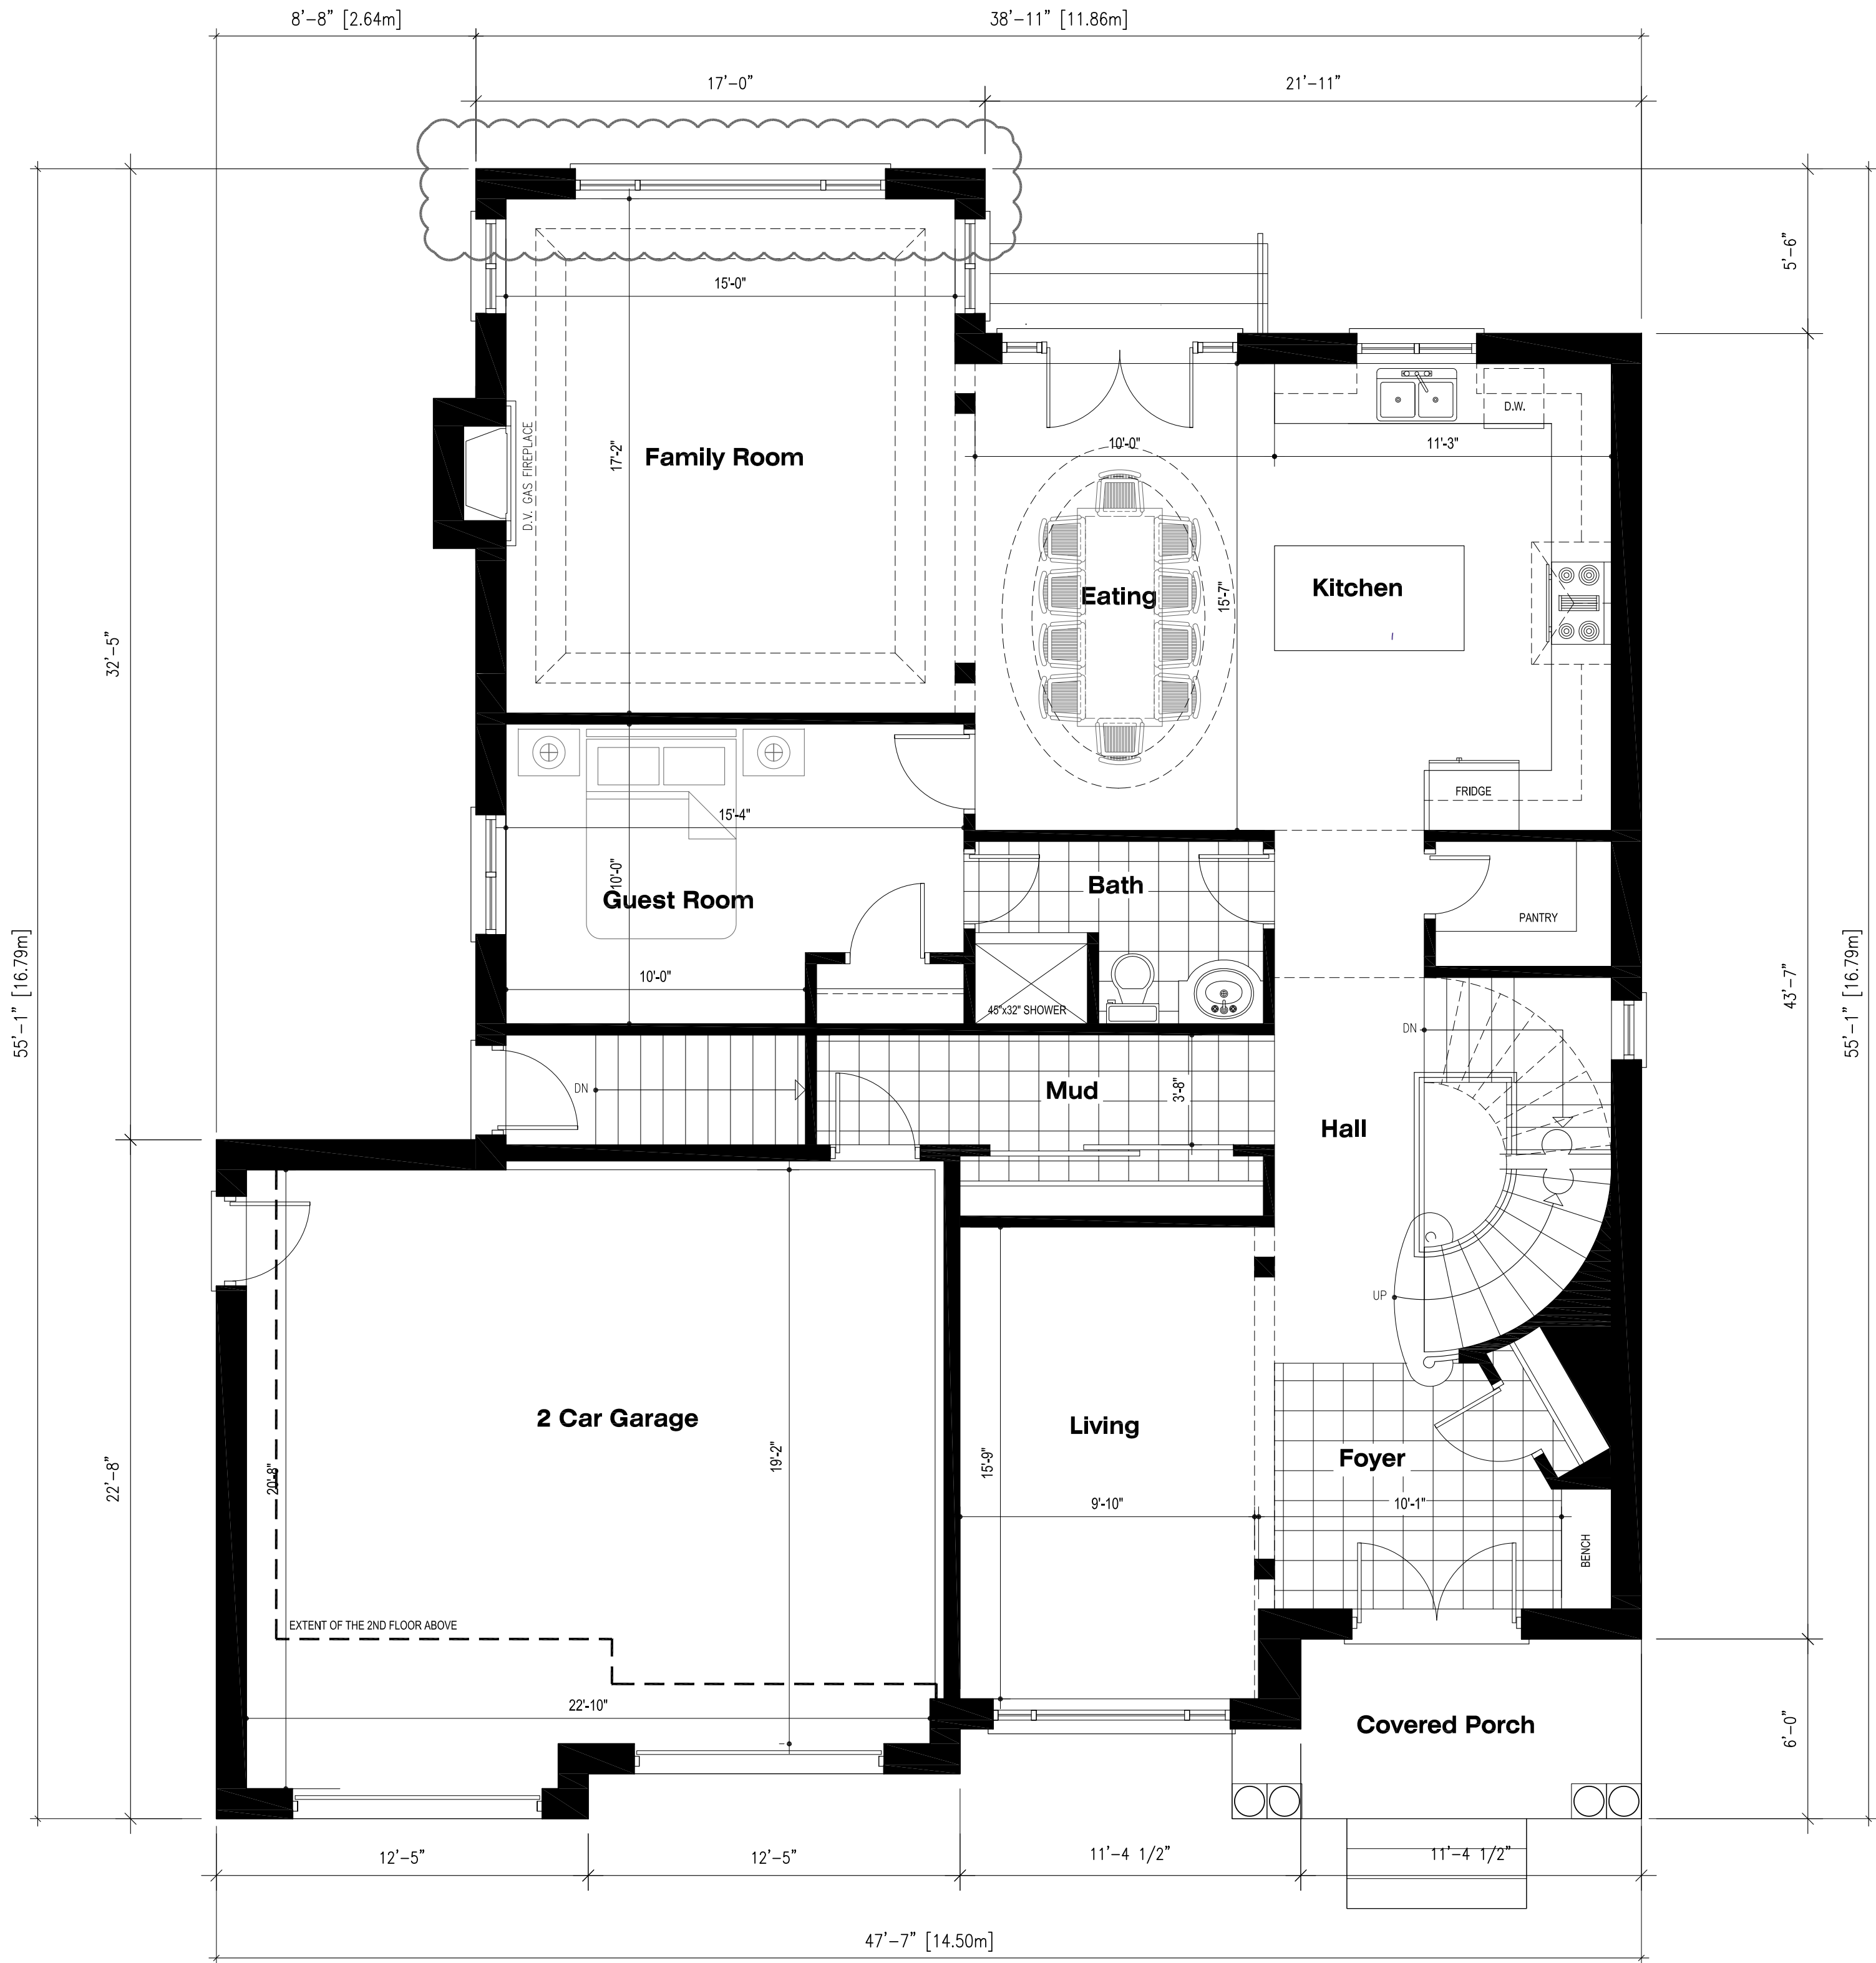 8'-8" [2.64m]
38'-11" [11.86m]
17'-0"
21'-11"
5'-6"
15'-0"
D.W.
10'-0"
11'-3"
D.V. GAS FIREPLACE
17'-2"
Family Room
Eating
15'-7"
Kitchen
32'-5"
FRIDGE
15'-4"
10'-0"
Guest Room
Bath
PANTRY
10'-0"
45"x32" SHOWER
55'-1" [16.79m]
43'-7"
55'-1" [16.79m]
DN
DN
Mud
3'-8"
Hall
UP
2 Car Garage
Living
Foyer
22'-8"
20'-8"
19'-2"
15'-9"
9'-10"
10'-1"
BENCH
EXTENT OF THE 2ND FLOOR ABOVE
22'-10"
Covered Porch
6'-0"
12'-5"
12'-5"
11'-4 1/2"
11'-4 1/2"
47'-7" [14.50m]